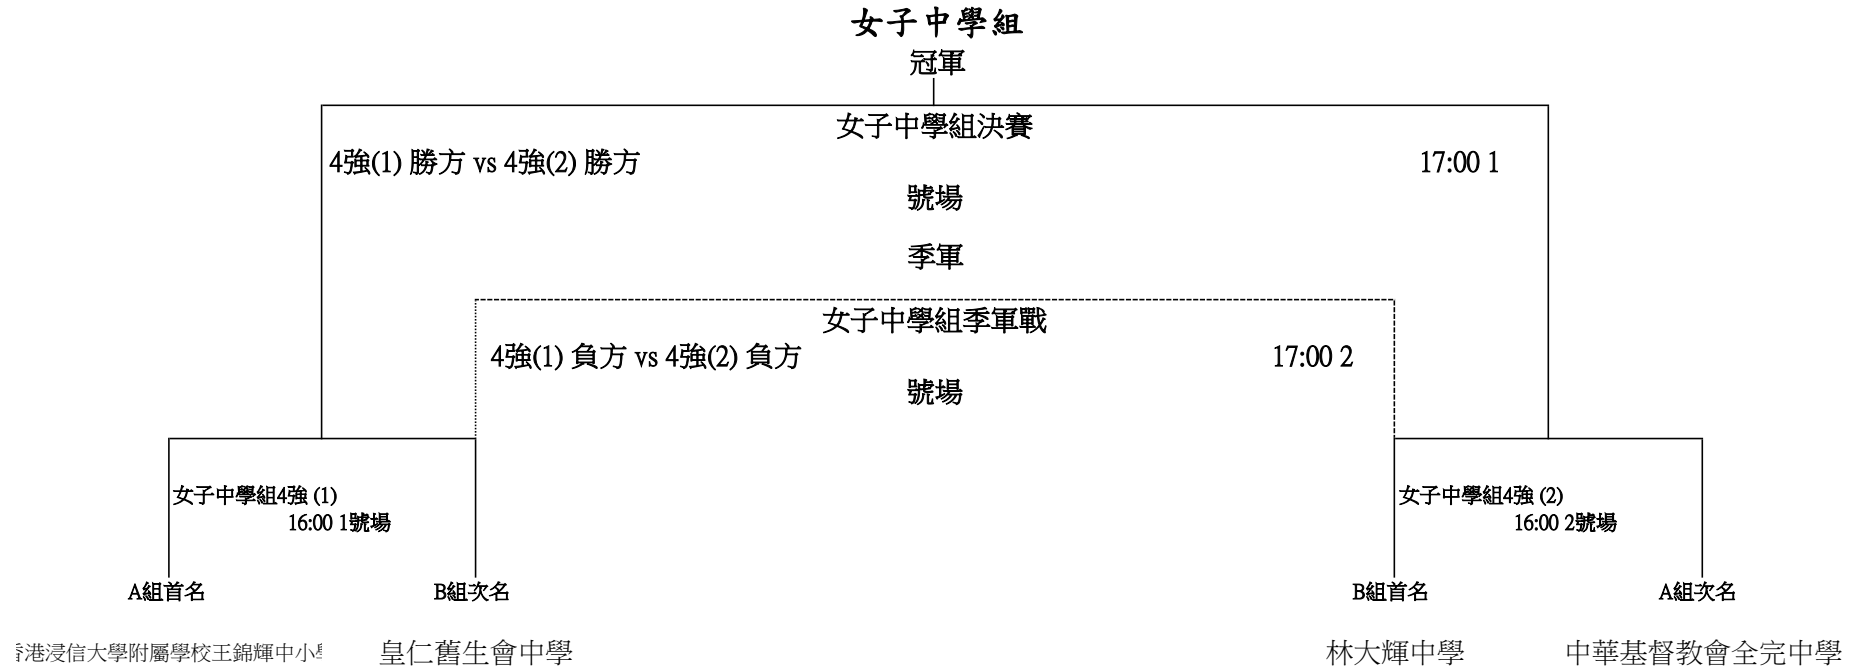 女子中學組
冠軍
女子中學組決賽
4強(1) 勝方 vs 4強(2) 勝方 17:00 1
號場
季軍
女子中學組季軍戰
4強(1) 負方 vs 4強(2) 負方 17:00 2
號場
女子中學組4強 (1) 女子中學組4強 (2)
16:00 1號場 16:00 2號場
A組首名 B組次名 B組首名 A組次名
香港浸信大學附屬學校王錦輝中小學 皇仁舊生會中學 林大輝中學 中華基督教會全完中學